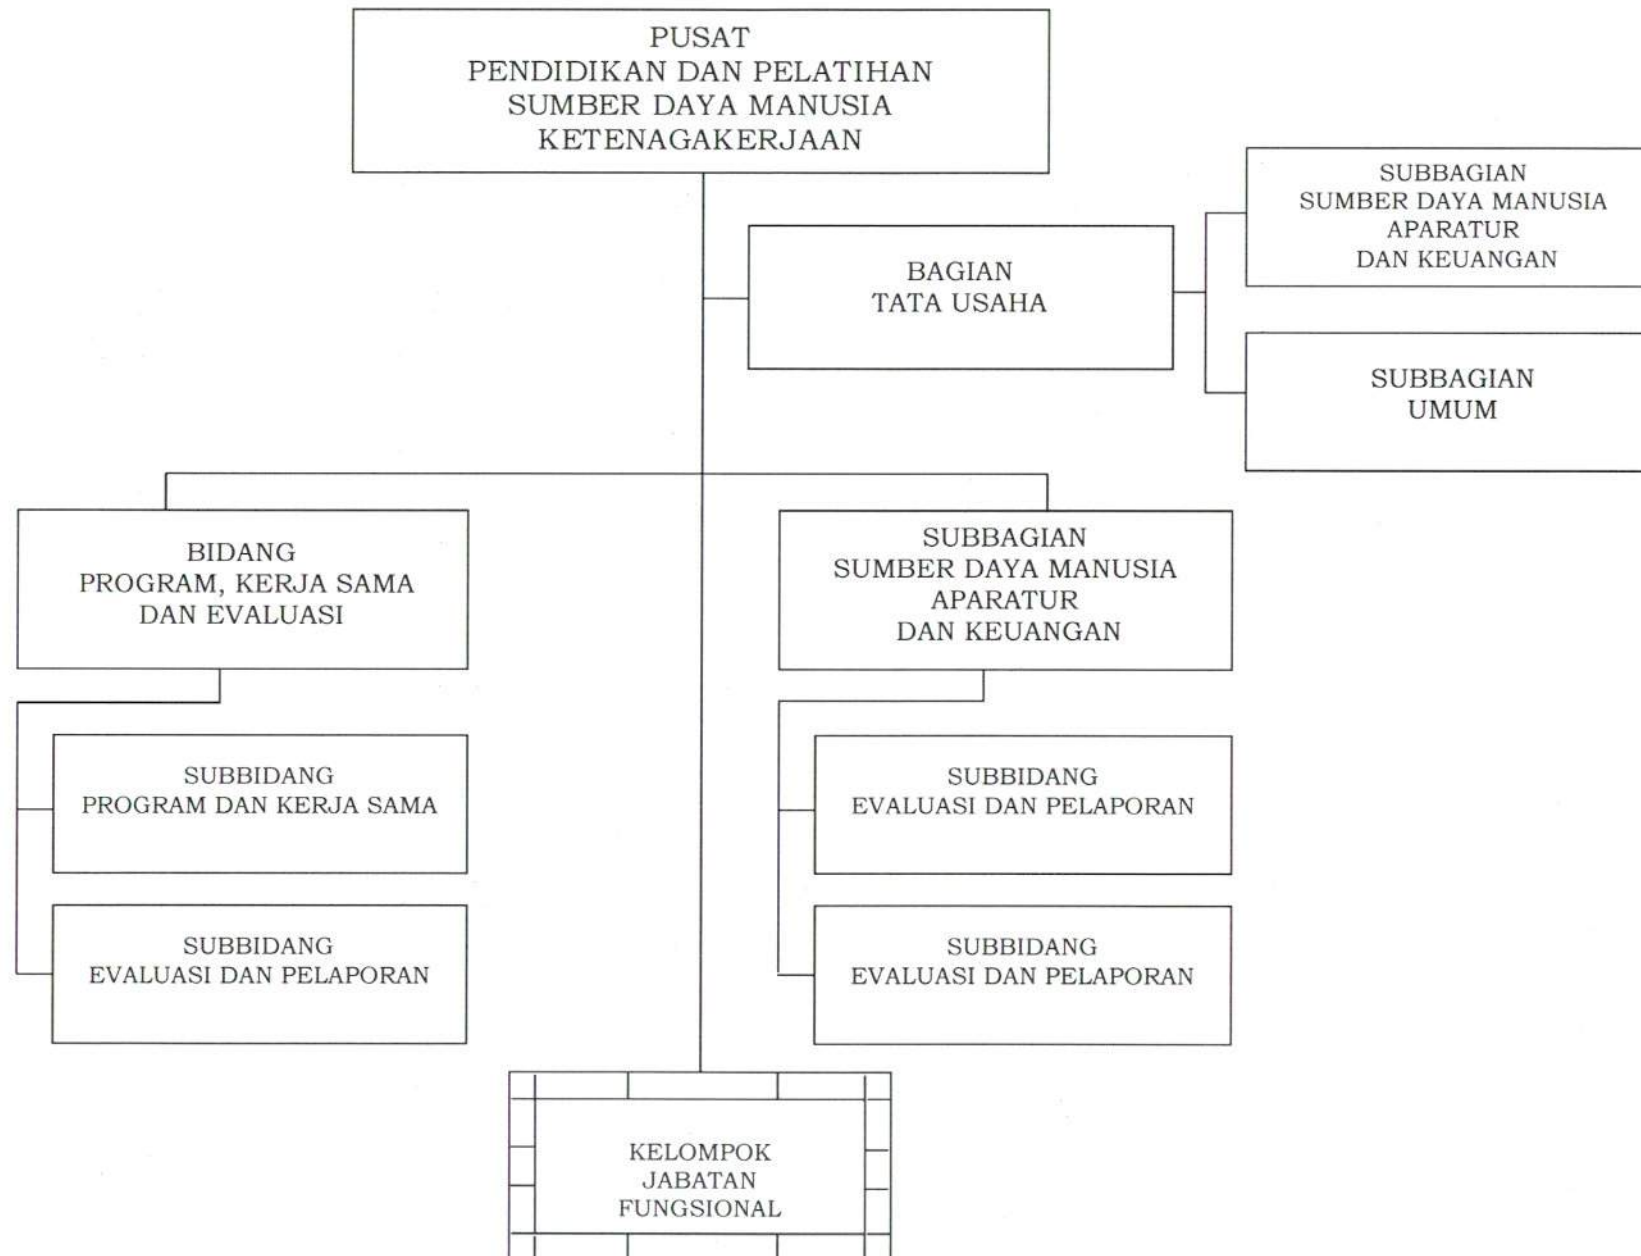 PUSAT
PENDIDIKAN DAN PELATIHAN
SUMBER DAYA MANUSIA
KETENAGAKERJAAN
SUBBAGIAN
SUMBER DAYA MANUSIA
APARATUR
DAN KEUANGAN
BAGIAN
TATA USAHA
SUBBAGIAN
UMUM
BIDANG
PROGRAM, KERJA SAMA
DAN EVALUASI
SUBBAGIAN
SUMBER DAYA MANUSIA
APARATUR
DAN KEUANGAN
SUBBIDANG
PROGRAM DAN KERJA SAMA
SUBBIDANG
EVALUASI DAN PELAPORAN
SUBBIDANG
EVALUASI DAN PELAPORAN
SUBBIDANG
EVALUASI DAN PELAPORAN
KELOMPOK
JABATAN
FUNGSIONAL